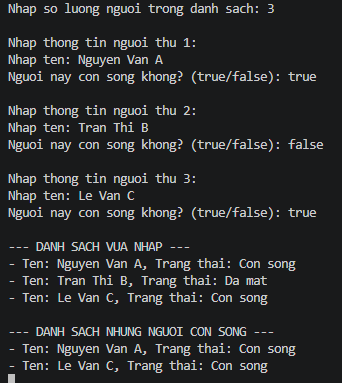 Nhap so luong nguoi trong danh sach: 3
Nhap thong tin nguoi thu 1:
Nhap ten: Nguyen Van A
Nguoi nay con song khong? (true/false): true
Nhap thong tin nguoi thu 2:
Nhap ten: Tran Thi B
Nguoi nay con song khong? (true/false): false
Nhap thong tin nguoi thu 3:
Nhap ten: Le Van C
Nguoi nay con song khong? (true/false): true
--- DANH SACH VUA NHAP ---
- Ten: Nguyen Van A, Trang thai: Con song
- Ten: Tran Thi B, Trang thai: Da mat
- Ten: Le Van C, Trang thai: Con song
--- DANH SACH NHUNG NGUOI CON SONG ---
- Ten: Nguyen Van A, Trang thai: Con song
- Ten: Le Van C, Trang thai: Con song